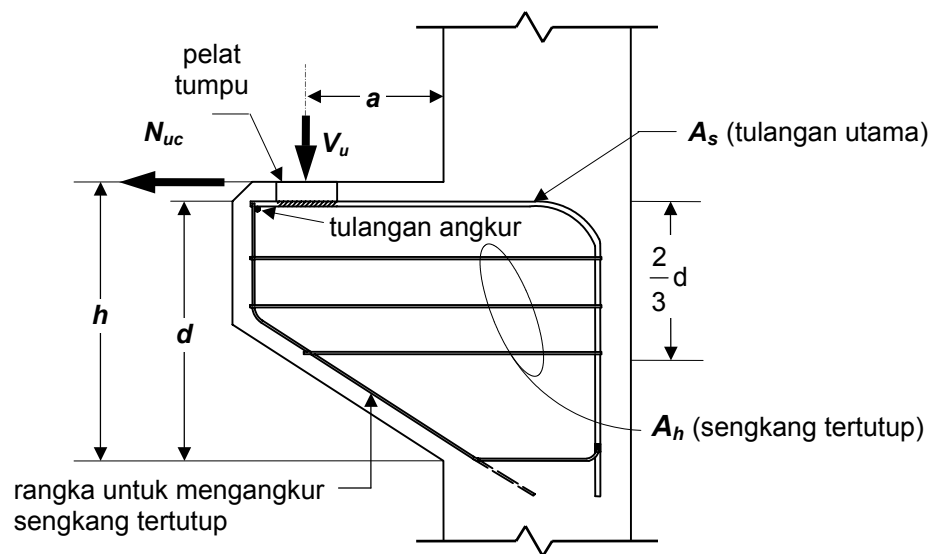 pelat
tumpu
a
N_uc
V_u
A_s (tulangan utama)
tulangan angkur
2
3
d
h
d
A_h (sengkang tertutup)
rangka untuk mengangkur
sengkang tertutup